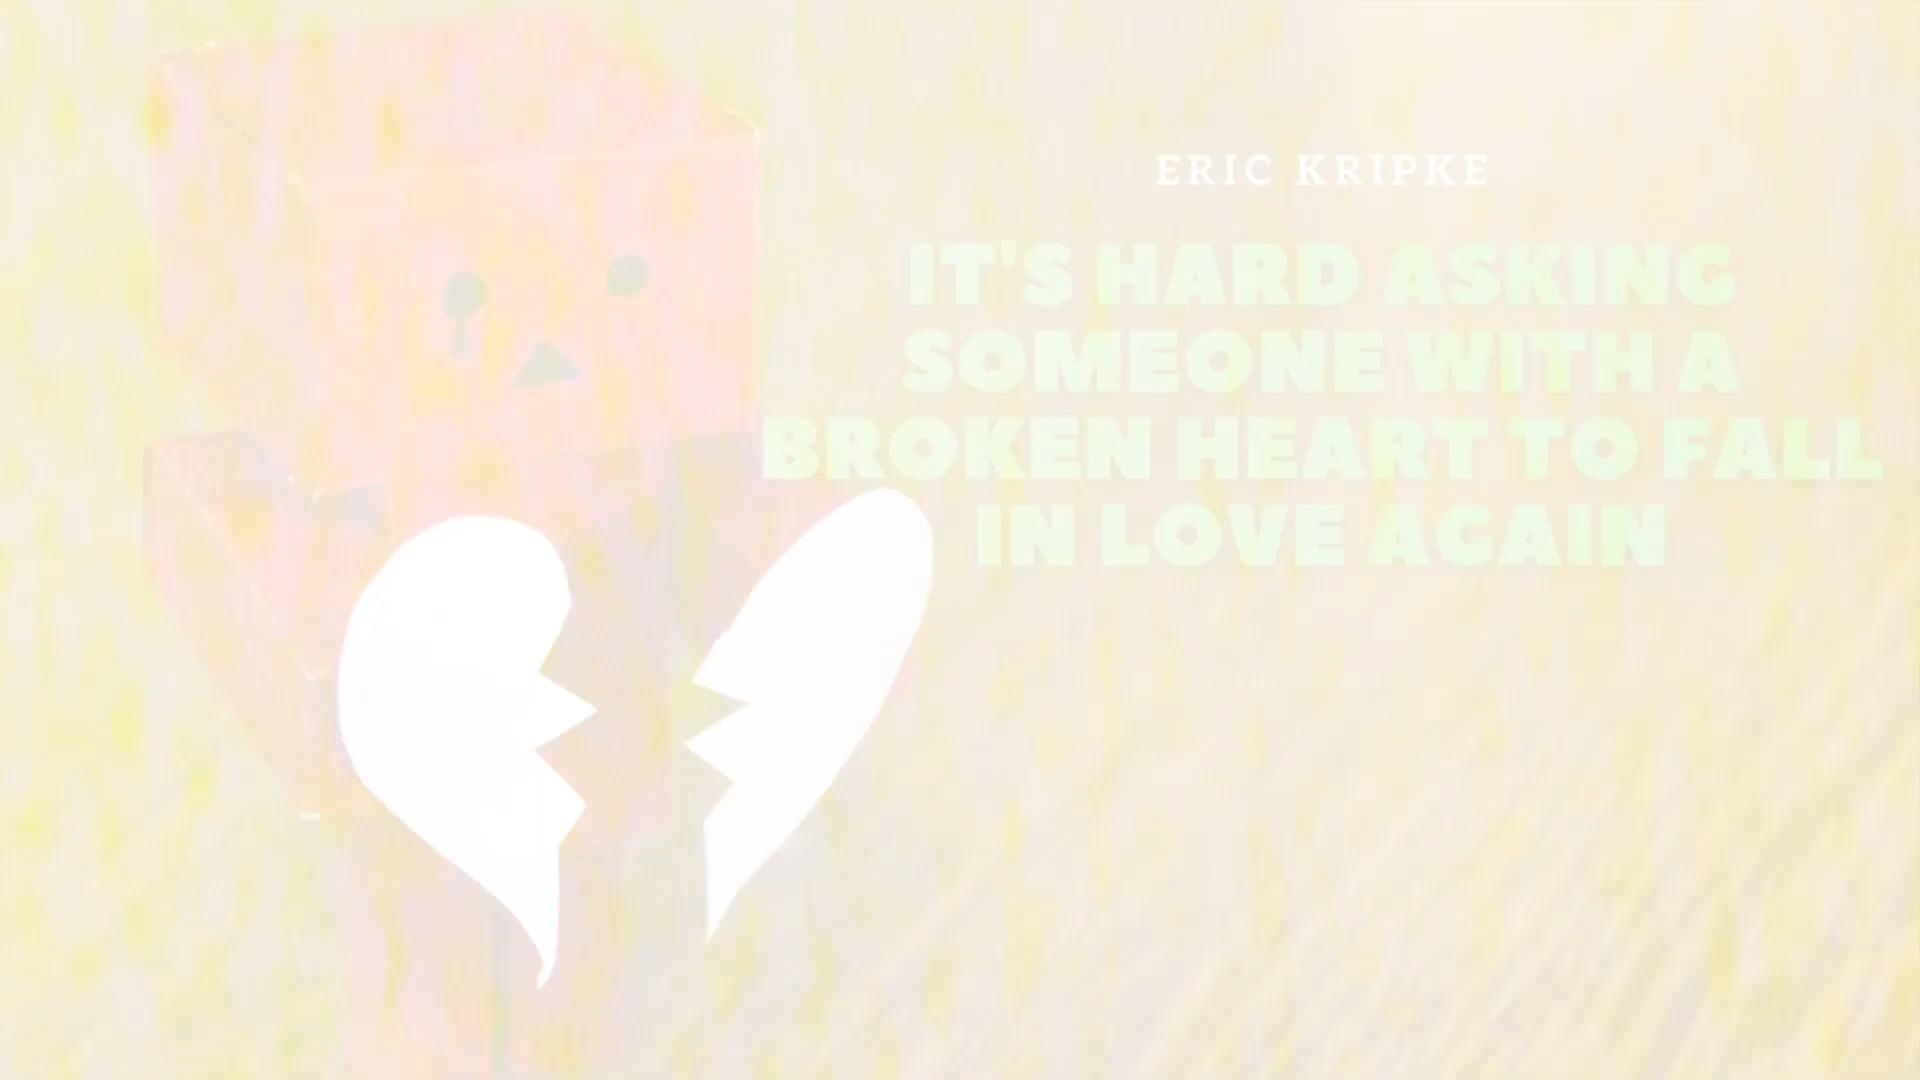 ERIC KRIPKE
IT'S HARD ASKING
SOMEONE WITH A
BROKEN HEART TO FALL
IN LOVE AGAIN